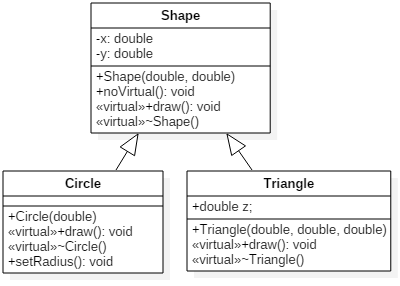 Shape
-x: double
-y: double
+Shape(double, double)
+noVirtual(): void
«virtual»+draw(): void
«virtual»~Shape()
Circle
+Circle(double)
«virtual»+draw(): void
«virtual»~Circle()
+setRadius(): void
Triangle
+double z;
+Triangle(double, double, double)
«virtual»+draw(): void
«virtual»~Triangle()